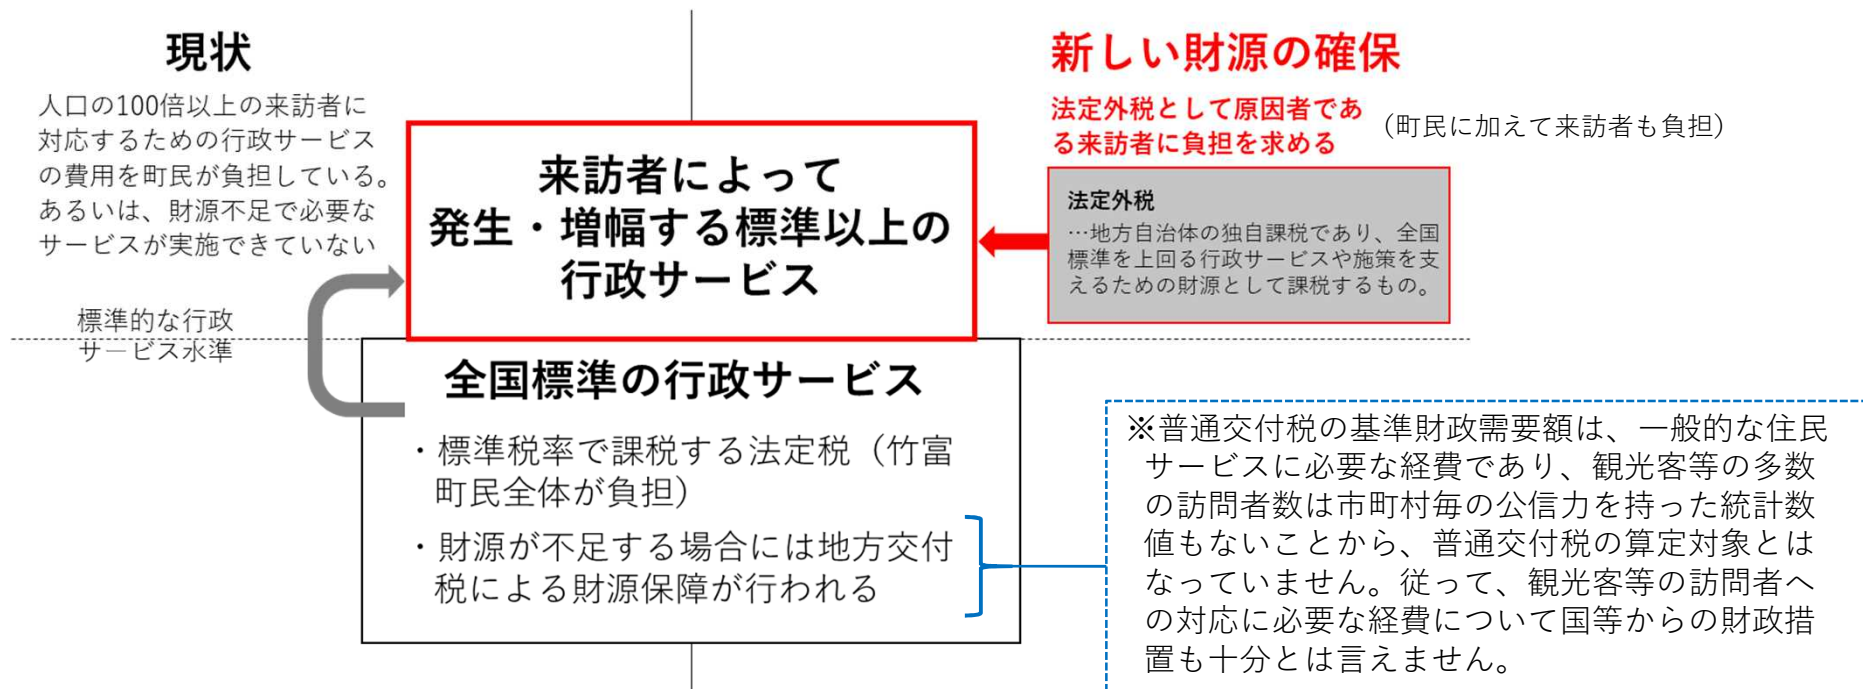 現状
人口の100倍以上の来訪者に
対応するための行政サービス
の費用を町民が負担している。
あるいは、財源不足で必要な
サービスが実施できていない
標準的な行政
サービス水準
来訪者によって
発生・増幅する標準以上の
行政サービス
新しい財源の確保
法定外税として原因者であ
る来訪者に負担を求める
（町民に加えて来訪者も負担）
法定外税
…地方自治体の独自課税であり、全国
標準を上回る行政サービスや施策を支
えるための財源として課税するもの。
全国標準の行政サービス
・標準税率で課税する法定税（竹富
町民全体が負担）
・財源が不足する場合には地方交付
税による財源保障が行われる
※普通交付税の基準財政需要額は、一般的な住民
サービスに必要な経費であり、観光客等の多数
の訪問者数は市町村毎の公信力を持った統計数
値もないことから、普通交付税の算定対象とは
なっていません。従って、観光客等の訪問者へ
の対応に必要な経費について国等からの財政措
置も十分とは言えません。